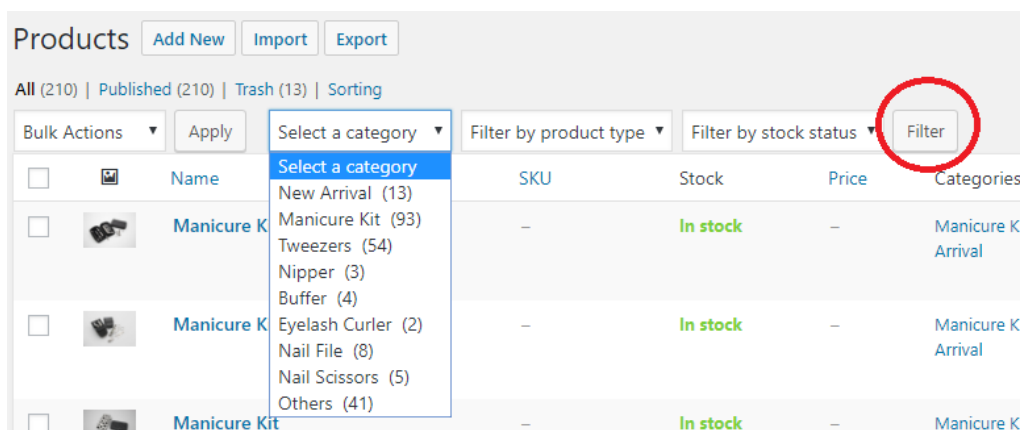 Products Add New Import Export
All (210) | Published (210) | Trash (13) | Sorting
Bulk Actions Apply Select a category Filter by product type Filter by stock status Filter
Select a category
New Arrival (13)
Manicure Kit (93)
Tweezers (54)
Nipper (3)
Buffer (4)
Eyelash Curler (2)
Nail File (8)
Nail Scissors (5)
Others (41)
Name SKU Stock Price Categories
Manicure K – In stock – Manicure K
Arrival
Manicure K – In stock – Manicure K
Arrival
Manicure Kit – In stock – Manicure K